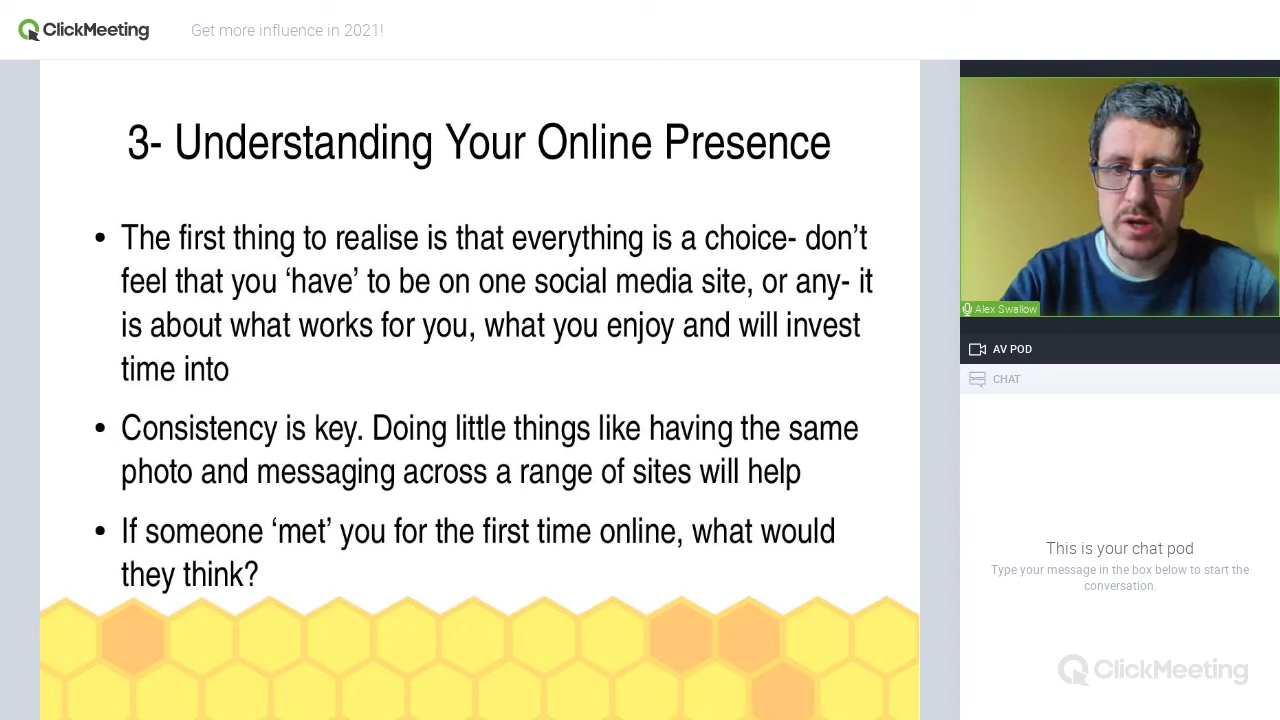 ClickMeeting
Get more influence in 2021!
3- Understanding Your Online Presence
• The first thing to realise is that everything is a choice- don’t
feel that you ‘have’ to be on one social media site, or any- it
is about what works for you, what you enjoy and will invest
time into
• Consistency is key. Doing little things like having the same
photo and messaging across a range of sites will help
• If someone ‘met’ you for the first time online, what would
they think?
Alex Swallow
AV POD
CHAT
This is your chat pod
Type your message in the box below to start the
conversation.
ClickMeeting